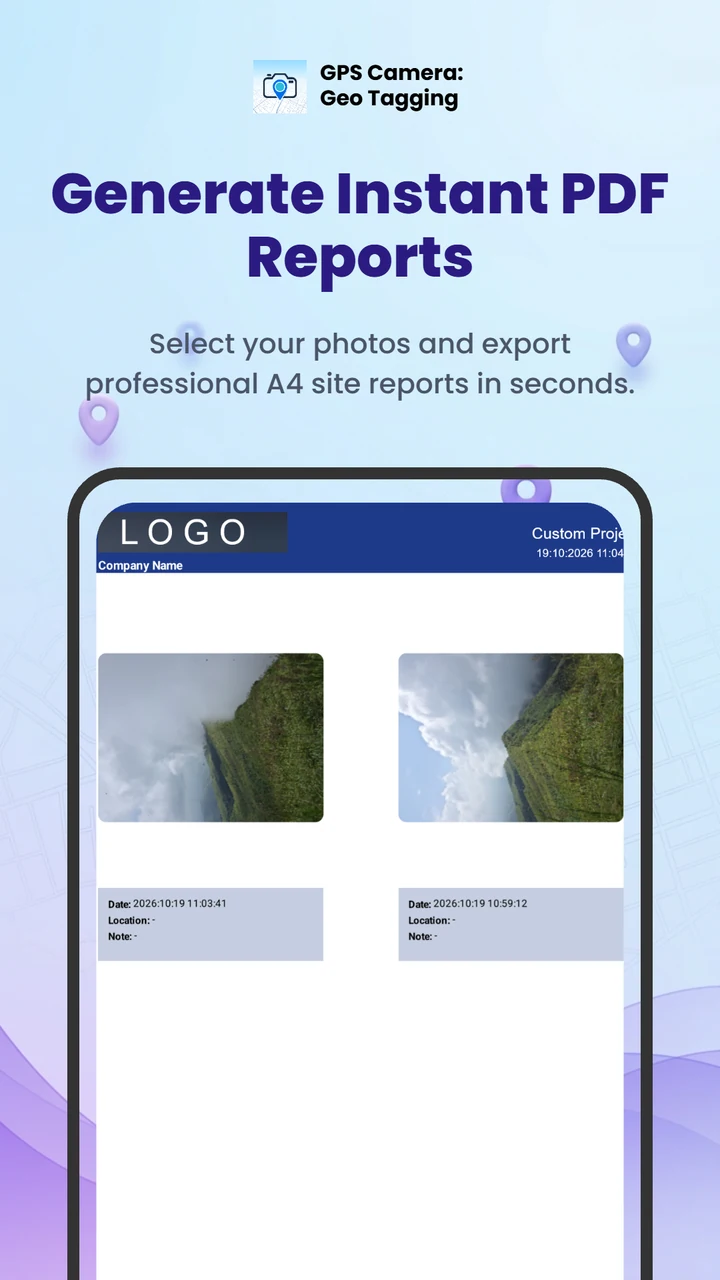 GPS Camera:
Geo Tagging
Generate Instant PDF
Reports
Select your photos and export
professional A4 site reports in seconds.
LOGO
Custom Proje
19:10:2026 11:04
Company Name
Date: 2026:10:19 11:03:41
Location: -
Note: -
Date: 2026:10:19 10:59:12
Location: -
Note: -